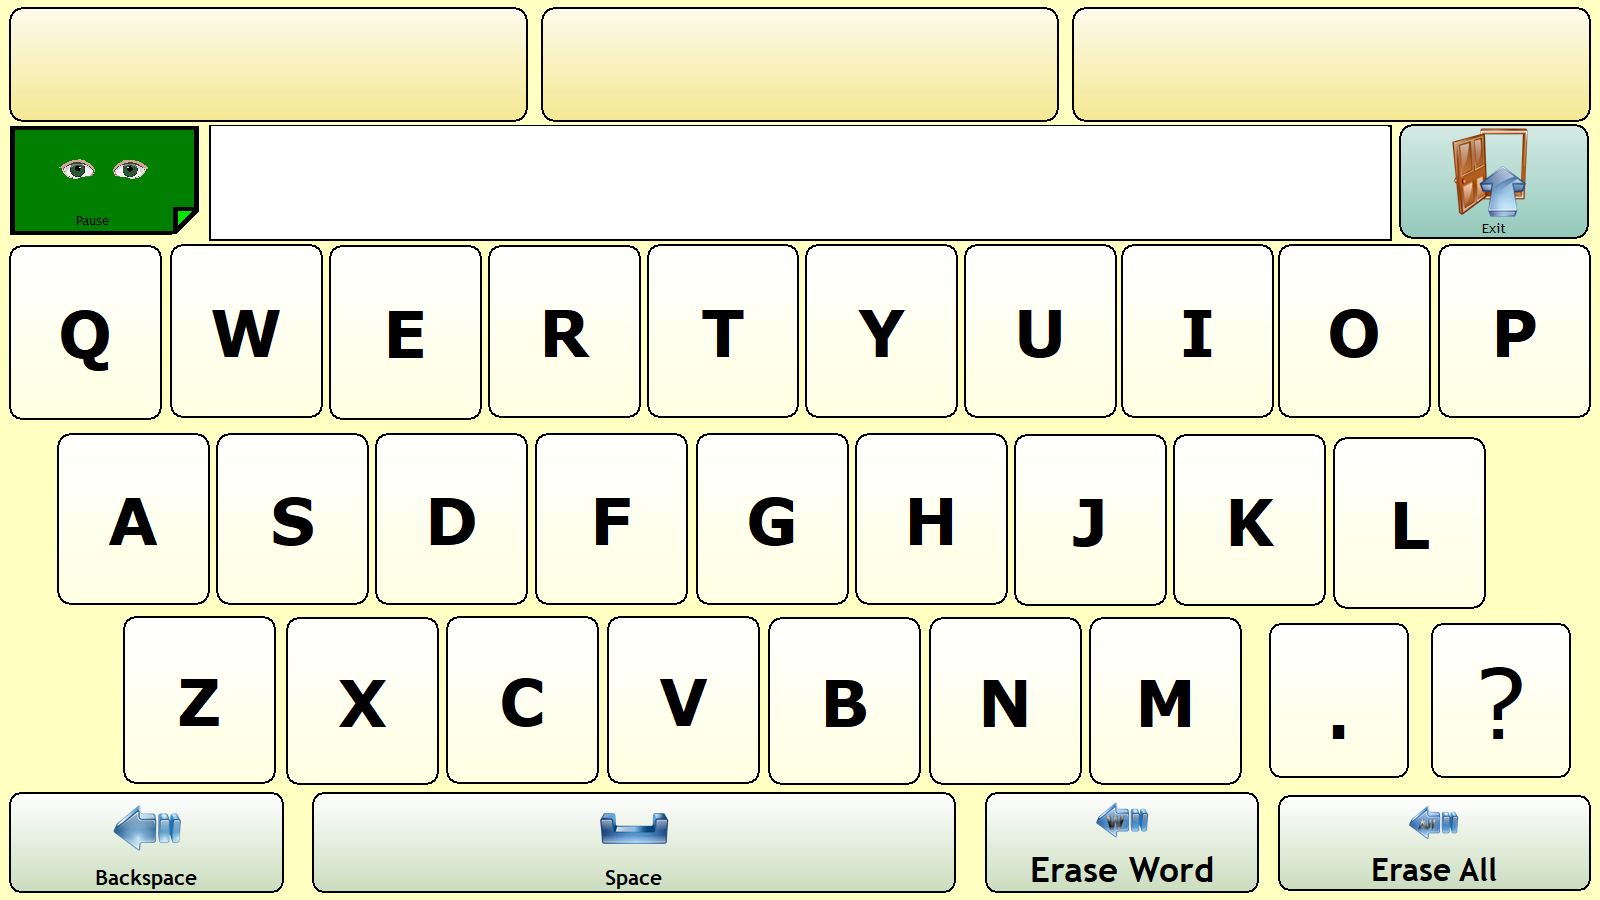 Pause
Exit
Q W E R T Y U I O P
A S D F G H J K L
Z X C V B N M . ?
Backspace Space Erase Word Erase All